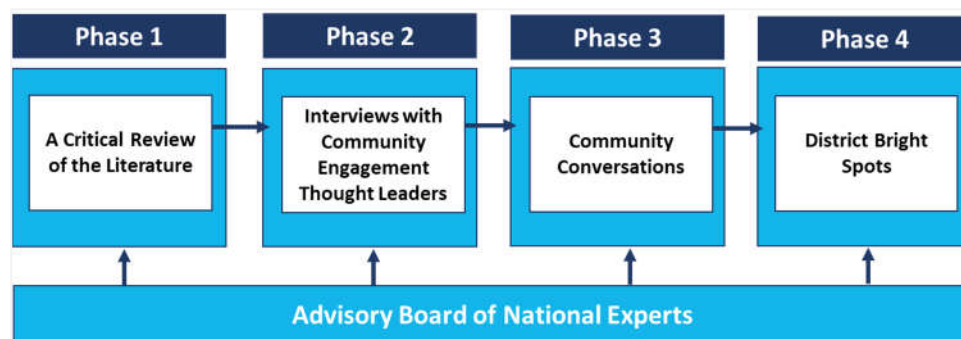 Phase 1
A Critical Review
of the Literature
Phase 2
Interviews with
Community
Engagement
Thought Leaders
Phase 3
Community
Conversations
Phase 4
District Bright
Spots
Advisory Board of National Experts